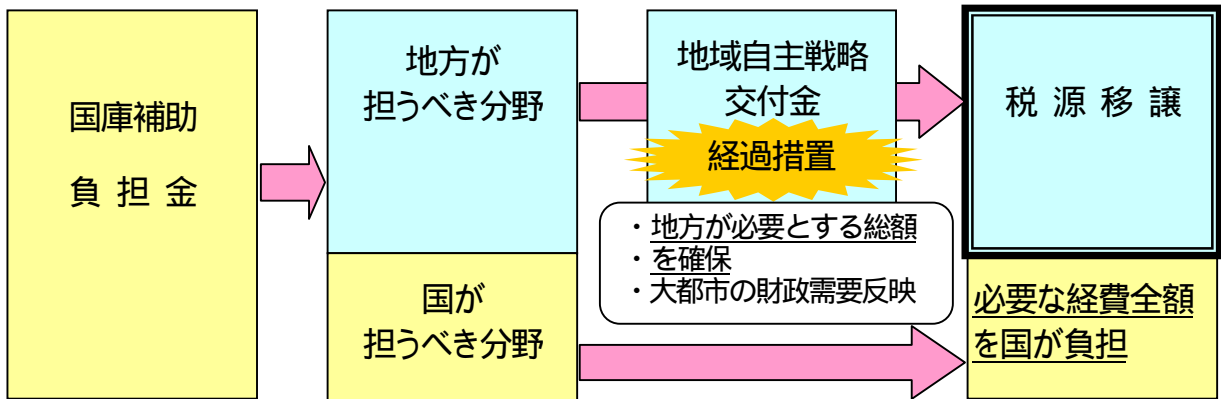 国庫補助
負担金
地方が
担うべき分野
国が
担うべき分野
地域自主戦略
交付金
経過措置
・地方が必要とする総額
・を確保
・大都市の財政需要反映
税源移譲
必要な経費全額
を国が負担